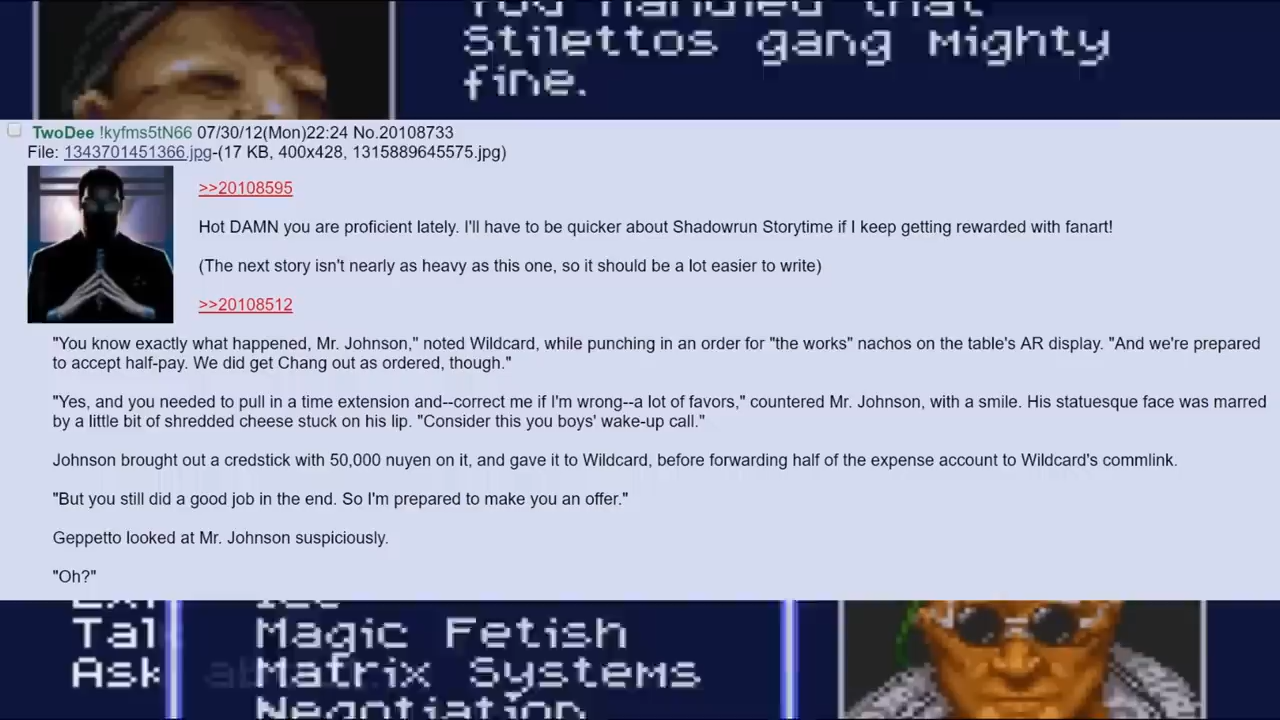 You handled that
Stilettos gang Mighty
fine.
TwoDee !kyfms5tN66 07/30/12(Mon)22:24 No.20108733
File: 1343701451366.jpg-(17 KB, 400x428, 1315889645575.jpg)
>>20108595
Hot DAMN you are proficient lately. I'll have to be quicker about Shadowrun Storytime if I keep getting rewarded with fanart!
(The next story isn't nearly as heavy as this one, so it should be a lot easier to write)
>>20108512
"You know exactly what happened, Mr. Johnson," noted Wildcard, while punching in an order for "the works" nachos on the table's AR display. "And we're prepared
to accept half-pay. We did get Chang out as ordered, though."
"Yes, and you needed to pull in a time extension and--correct me if I'm wrong--a lot of favors," countered Mr. Johnson, with a smile. His statuesque face was marred
by a little bit of shredded cheese stuck on his lip. "Consider this you boys' wake-up call."
Johnson brought out a credstick with 50,000 nuyen on it, and gave it to Wildcard, before forwarding half of the expense account to Wildcard's commlink.
"But you still did a good job in the end. So I'm prepared to make you an offer."
Geppetto looked at Mr. Johnson suspiciously.
"Oh?"
Tal Magic Fetish
Ask Matrix Systems
Negotiation